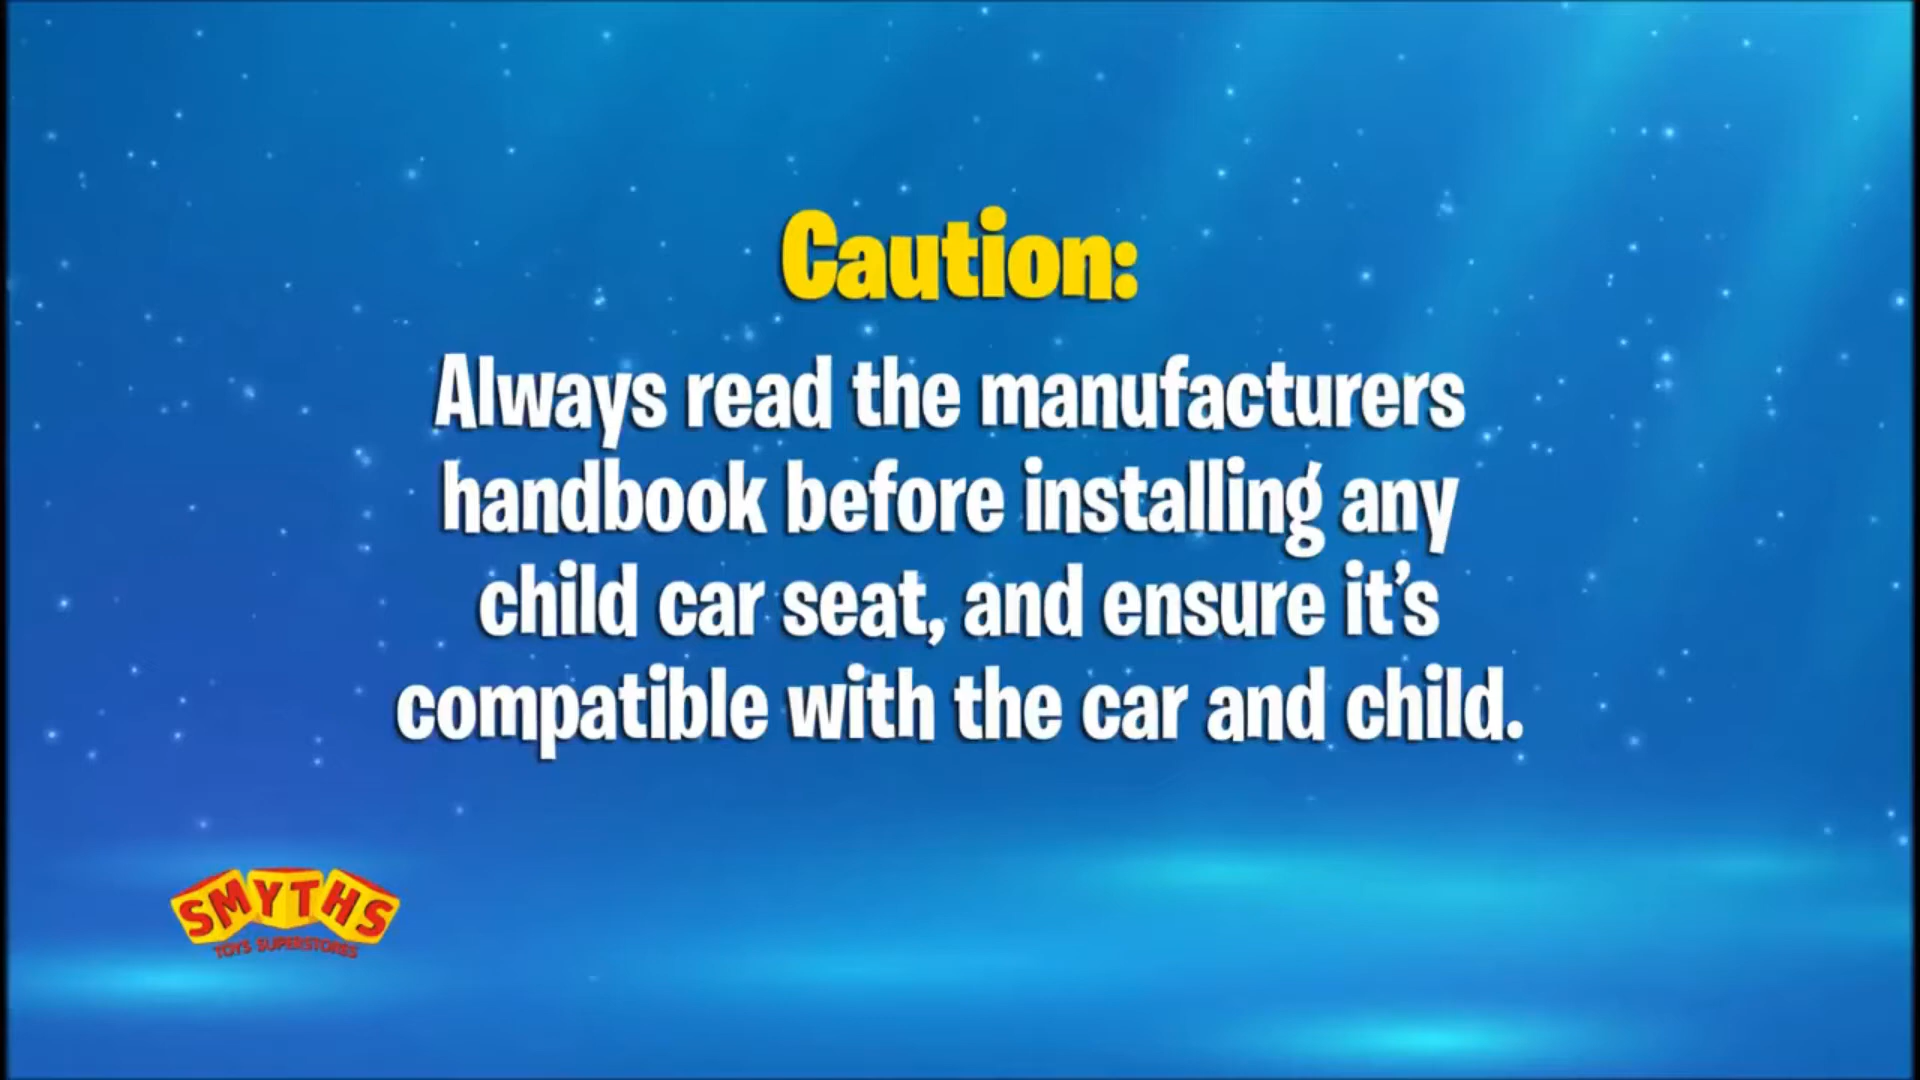 Caution:
Always read the manufacturers
handbook before installing any
child car seat, and ensure it’s
compatible with the car and child.
SMYTHS
TOYS SUPERSTORES